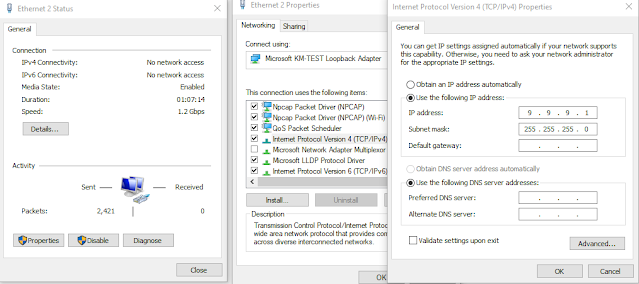 Ethernet 2 Status
General
Connection
IPv4 Connectivity: No network access
IPv6 Connectivity: No network access
Media State: Enabled
Duration: 01:07:14
Speed: 1.2 Gbps
Details...
Activity
Sent Received
Packets: 2,421 0
Properties Disable Diagnose
Close
Ethernet 2 Properties
Networking Sharing
Connect using:
Microsoft KM-TEST Loopback Adapter
This connection uses the following items:
Npcap Packet Driver (NPCAP)
Npcap Packet Driver (NPCAP) (Wi-Fi)
QoS Packet Scheduler
Internet Protocol Version 4 (TCP/IPv4)
Microsoft Network Adapter Multiplexor
Microsoft LLDP Protocol Driver
Internet Protocol Version 6 (TCP/IPv6)
Install... Uninstall
Description
Transmission Control Protocol/Internet Protoc
wide area network protocol that provides com
across diverse interconnected networks.
OK
Internet Protocol Version 4 (TCP/IPv4) Properties
General
You can get IP settings assigned automatically if your network supports
this capability. Otherwise, you need to ask your network administrator
for the appropriate IP settings.
Obtain an IP address automatically
Use the following IP address:
IP address: 9 . 9 . 9 . 1
Subnet mask: 255 . 255 . 255 . 0
Default gateway: . . .
Obtain DNS server address automatically
Use the following DNS server addresses:
Preferred DNS server: . . .
Alternate DNS server: . . .
Validate settings upon exit
Advanced...
OK Cancel